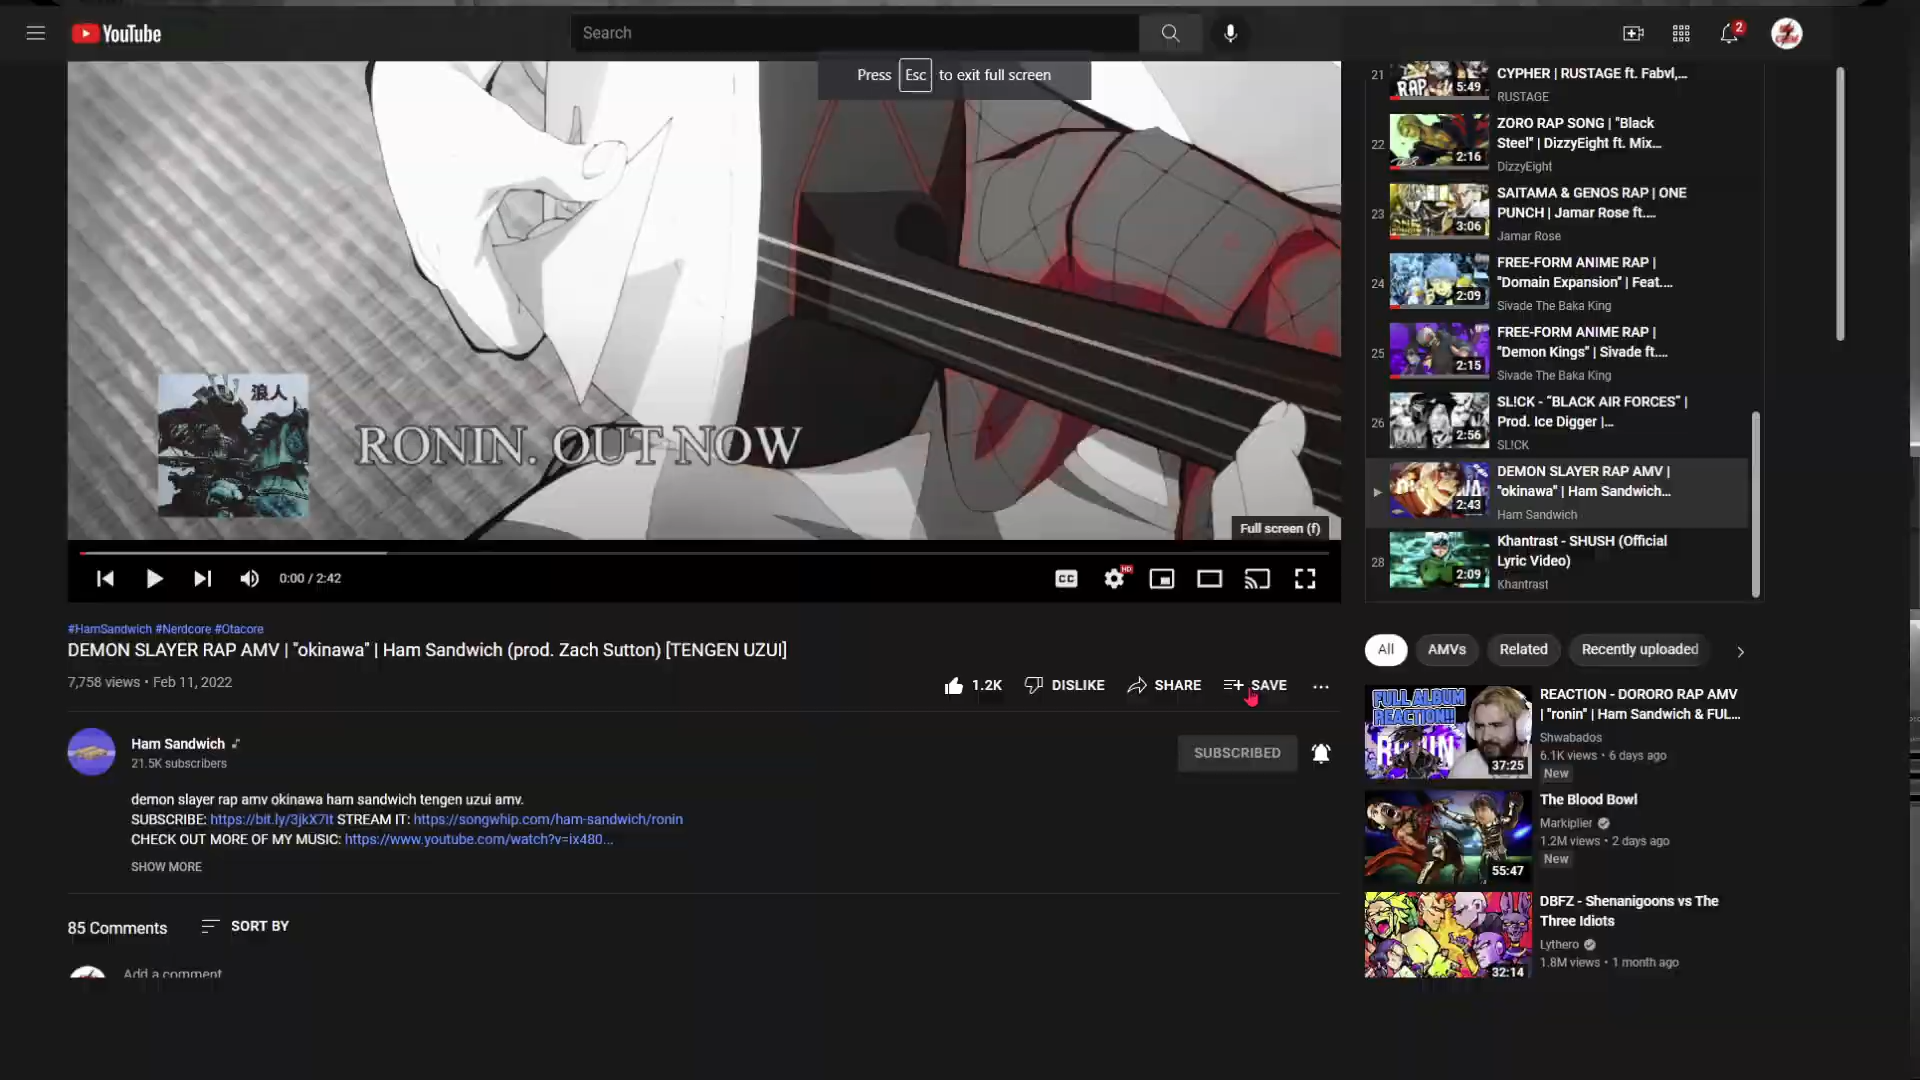 YouTube
Search
2
Press Esc to exit full screen
浪人
RONIN. OUT NOW
Full screen (f)
0:00 / 2:42
CC
HD
#HamSandwich #Nerdcore #Otacore
DEMON SLAYER RAP AMV | "okinawa" | Ham Sandwich (prod. Zach Sutton) [TENGEN UZUI]
7,758 views • Feb 11, 2022
1.2K
DISLIKE
SHARE
SAVE
Ham Sandwich
21.5K subscribers
SUBSCRIBED
demon slayer rap amv okinawa ham sandwich tengen uzui amv.
SUBSCRIBE: https://bit.ly/3jkX7It STREAM IT: https://songwhip.com/ham-sandwich/ronin
CHECK OUT MORE OF MY MUSIC: https://www.youtube.com/watch?v=ix480...
SHOW MORE
85 Comments
SORT BY
Add a comment
21
RAP
5:49
CYPHER | RUSTAGE ft. Fabvl,...
RUSTAGE
22
2:16
ZORO RAP SONG | "Black
Steel" | DizzyEight ft. Mix...
DizzyEight
23
3:06
SAITAMA & GENOS RAP | ONE
PUNCH | Jamar Rose ft....
Jamar Rose
24
2:09
FREE-FORM ANIME RAP |
"Domain Expansion" | Feat....
Sivade The Baka King
25
2:15
FREE-FORM ANIME RAP |
"Demon Kings" | Sivade ft....
Sivade The Baka King
26
2:56
SL!CK - “BLACK AIR FORCES” |
Prod. Ice Digger |...
SL!CK
2:43
DEMON SLAYER RAP AMV |
"okinawa" | Ham Sandwich...
Ham Sandwich
28
2:09
Khantrast - SHUSH (Official
Lyric Video)
Khantrast
All
AMVs
Related
Recently uploaded
FULL ALBUM
REACTION!!
RONIN
37:25
REACTION - DORORO RAP AMV
| "ronin" | Ham Sandwich & FUL...
Shwabados
6.1K views • 6 days ago
New
55:47
The Blood Bowl
Markiplier
1.2M views • 2 days ago
New
32:14
DBFZ - Shenanigoons vs The
Three Idiots
Lythero
1.8M views • 1 month ago